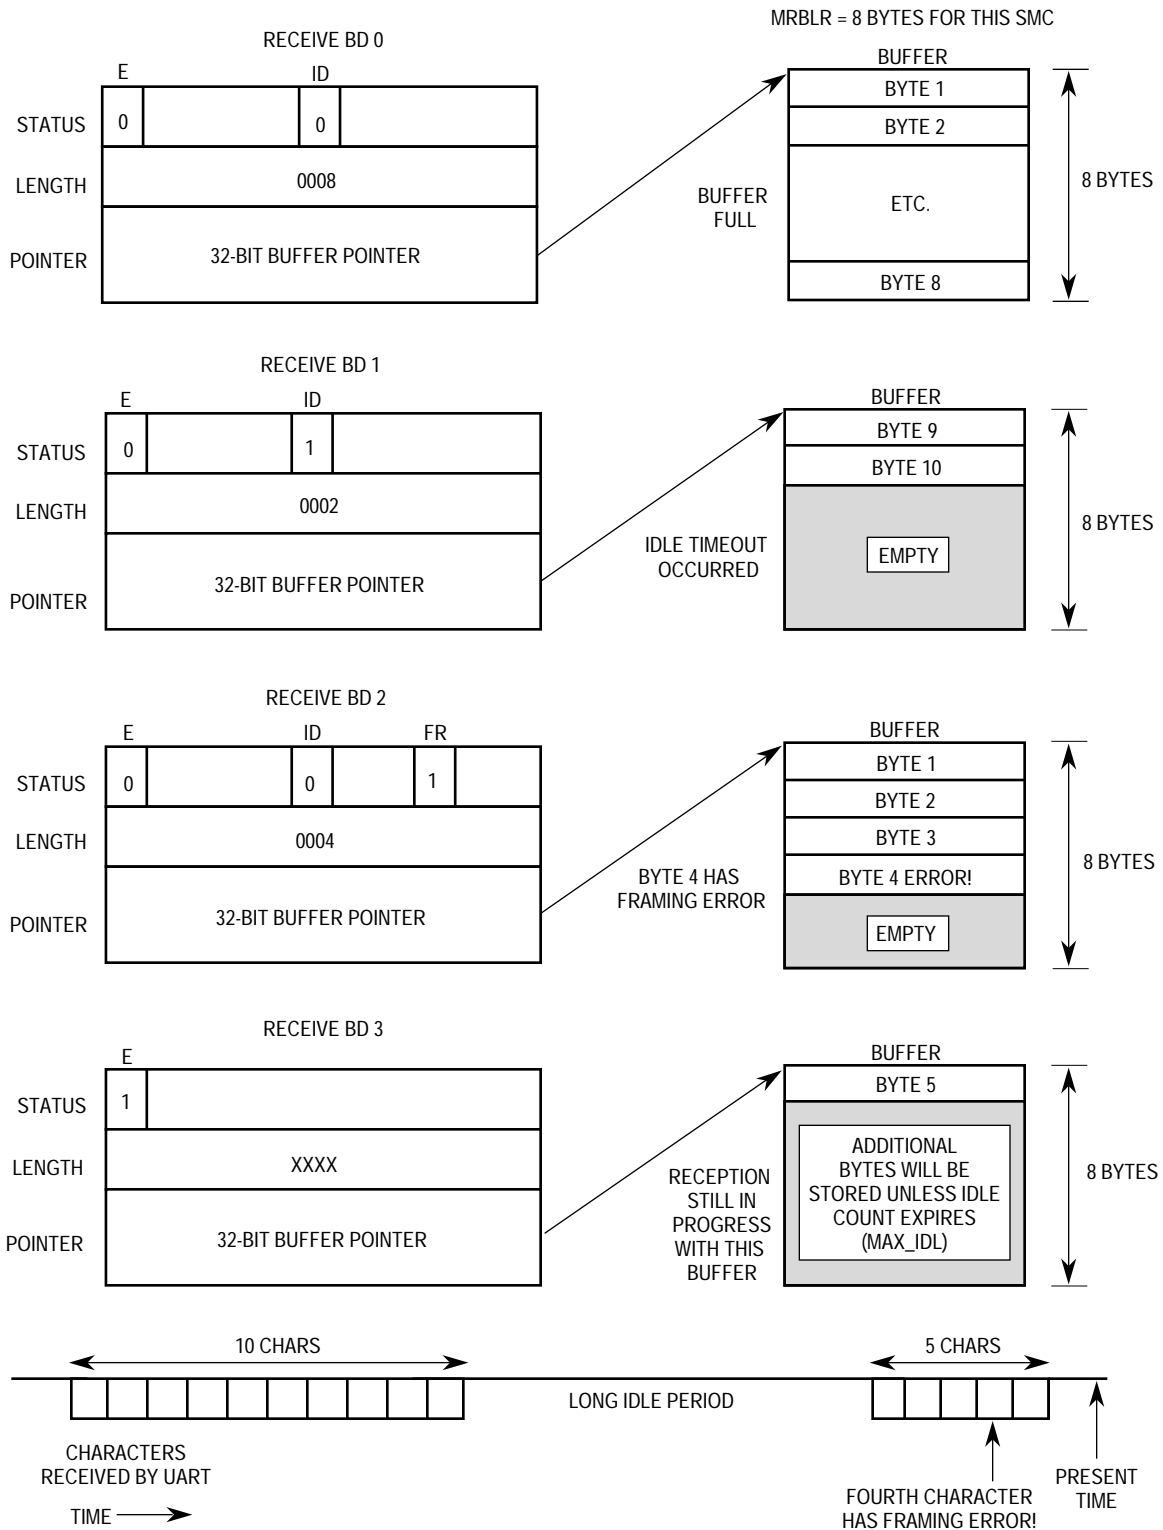 MRBLR = 8 BYTES FOR THIS SMC
RECEIVE BD 0
E ID
STATUS 0 0
LENGTH 0008
POINTER 32-BIT BUFFER POINTER
BUFFER
FULL
BUFFER
BYTE 1
BYTE 2
ETC.
BYTE 8
8 BYTES
RECEIVE BD 1
E ID
STATUS 0 1
LENGTH 0002
POINTER 32-BIT BUFFER POINTER
IDLE TIMEOUT
OCCURRED
BUFFER
BYTE 9
BYTE 10
EMPTY
8 BYTES
RECEIVE BD 2
E ID FR
STATUS 0 0 1
LENGTH 0004
POINTER 32-BIT BUFFER POINTER
BYTE 4 HAS
FRAMING ERROR
BUFFER
BYTE 1
BYTE 2
BYTE 3
BYTE 4 ERROR!
EMPTY
8 BYTES
RECEIVE BD 3
E
STATUS 1
LENGTH XXXX
POINTER 32-BIT BUFFER POINTER
RECEPTION
STILL IN
PROGRESS
WITH THIS
BUFFER
BUFFER
BYTE 5
ADDITIONAL
BYTES WILL BE
STORED UNLESS IDLE
COUNT EXPIRES
(MAX_IDL)
8 BYTES
10 CHARS
5 CHARS
LONG IDLE PERIOD
CHARACTERS
RECEIVED BY UART
TIME
FOURTH CHARACTER
HAS FRAMING ERROR!
PRESENT
TIME